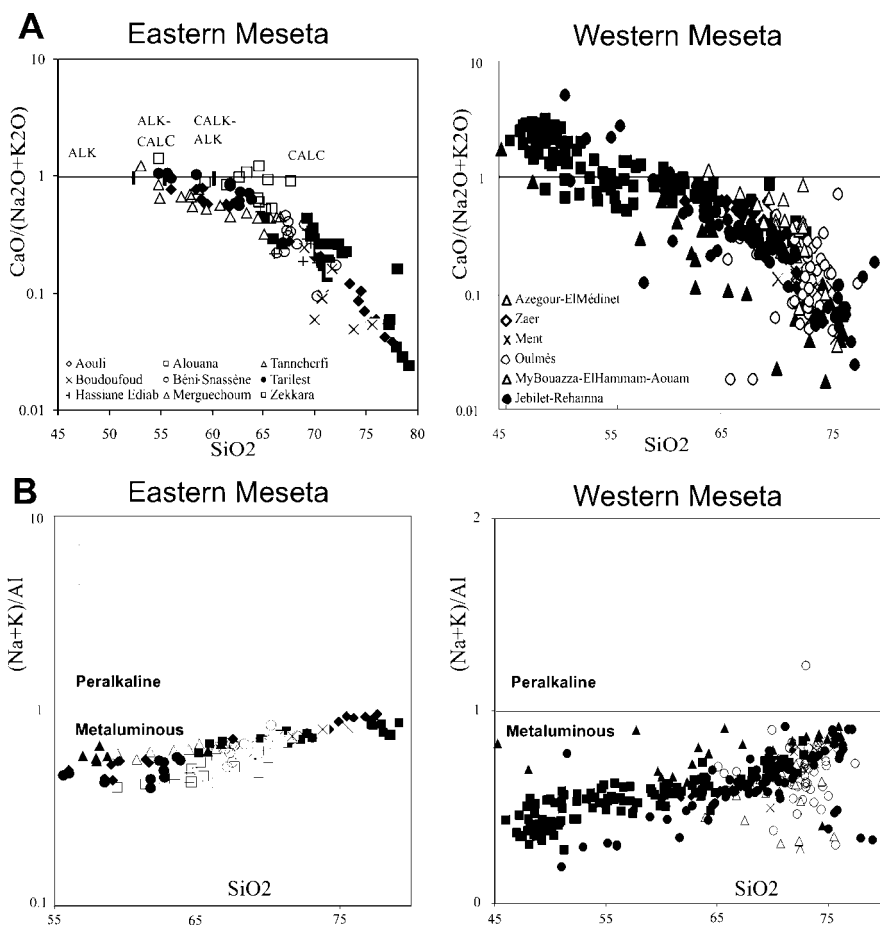 A
Eastern Meseta
Western Meseta
CaO/(Na2O+K2O)
10
1
0.1
0.01
ALK
ALK-
CALC
CALK-
ALK
CALC
Aouli
Alouana
Tanncherfi
Boudoufoud
Béni-Snassène
Tarilest
Hassiane Ediab
Merguechoum
Zekkara
45 50 55 60 65 70 75 80
SiO2
CaO/(Na2O+K2O)
10
1
0.1
0.01
Azegour-ElMédinet
Zaer
Ment
Oulmès
MyBouazza-ElHammam-Aouam
Jebilet-Rehamna
45 55 65 75
SiO2
B
Eastern Meseta
Western Meseta
(Na+K)/Al
10
1
0.1
Peralkaline
Metaluminous
SiO2
55 65 75
(Na+K)/Al
2
1
0
Peralkaline
Metaluminous
SiO2
45 55 65 75